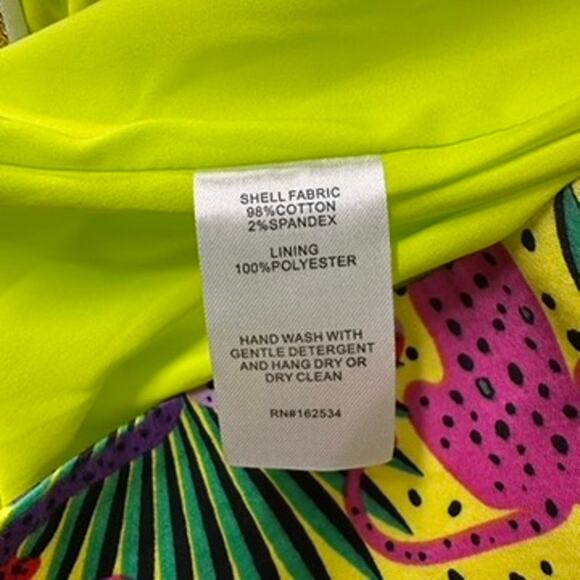 SHELL FABRIC
98%COTTON
2%SPANDEX
LINING
100%POLYESTER
HAND WASH WITH
GENTLE DETERGENT
AND HANG DRY OR
DRY CLEAN
RN#162534